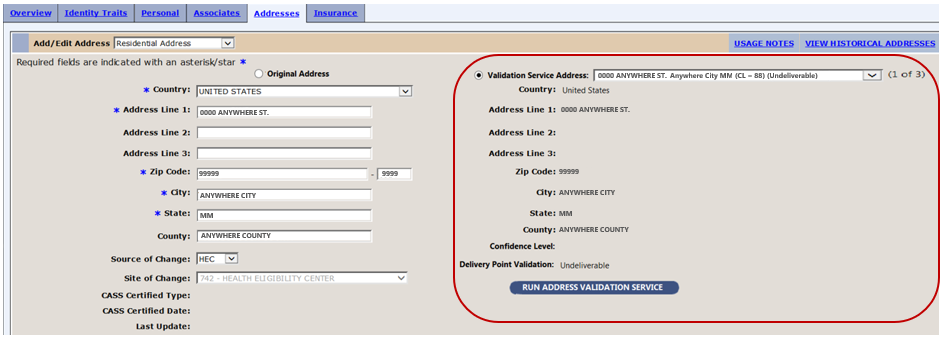 Overview Identity Traits Personal Associates Addresses Insurance
Add/Edit Address Residential Address USAGE NOTES VIEW HISTORICAL ADDRESSES
Required fields are indicated with an asterisk/star *
Original Address
* Country: UNITED STATES
* Address Line 1: 0000 ANYWHERE ST.
Address Line 2:
Address Line 3:
* Zip Code: 99999 - 9999
* City: ANYWHERE CITY
* State: MM
County: ANYWHERE COUNTY
Source of Change: HEC
Site of Change: 742 - HEALTH ELIGIBILITY CENTER
CASS Certified Type:
CASS Certified Date:
Last Update:
Validation Service Address: 0000 ANYWHERE ST. Anywhere City MM (CL – 88) (Undeliverable) (1 of 3)
Country: United States
Address Line 1: 0000 ANYWHERE ST.
Address Line 2:
Address Line 3:
Zip Code: 99999
City: ANYWHERE CITY
State: MM
County: ANYWHERE COUNTY
Confidence Level:
Delivery Point Validation: Undeliverable
RUN ADDRESS VALIDATION SERVICE